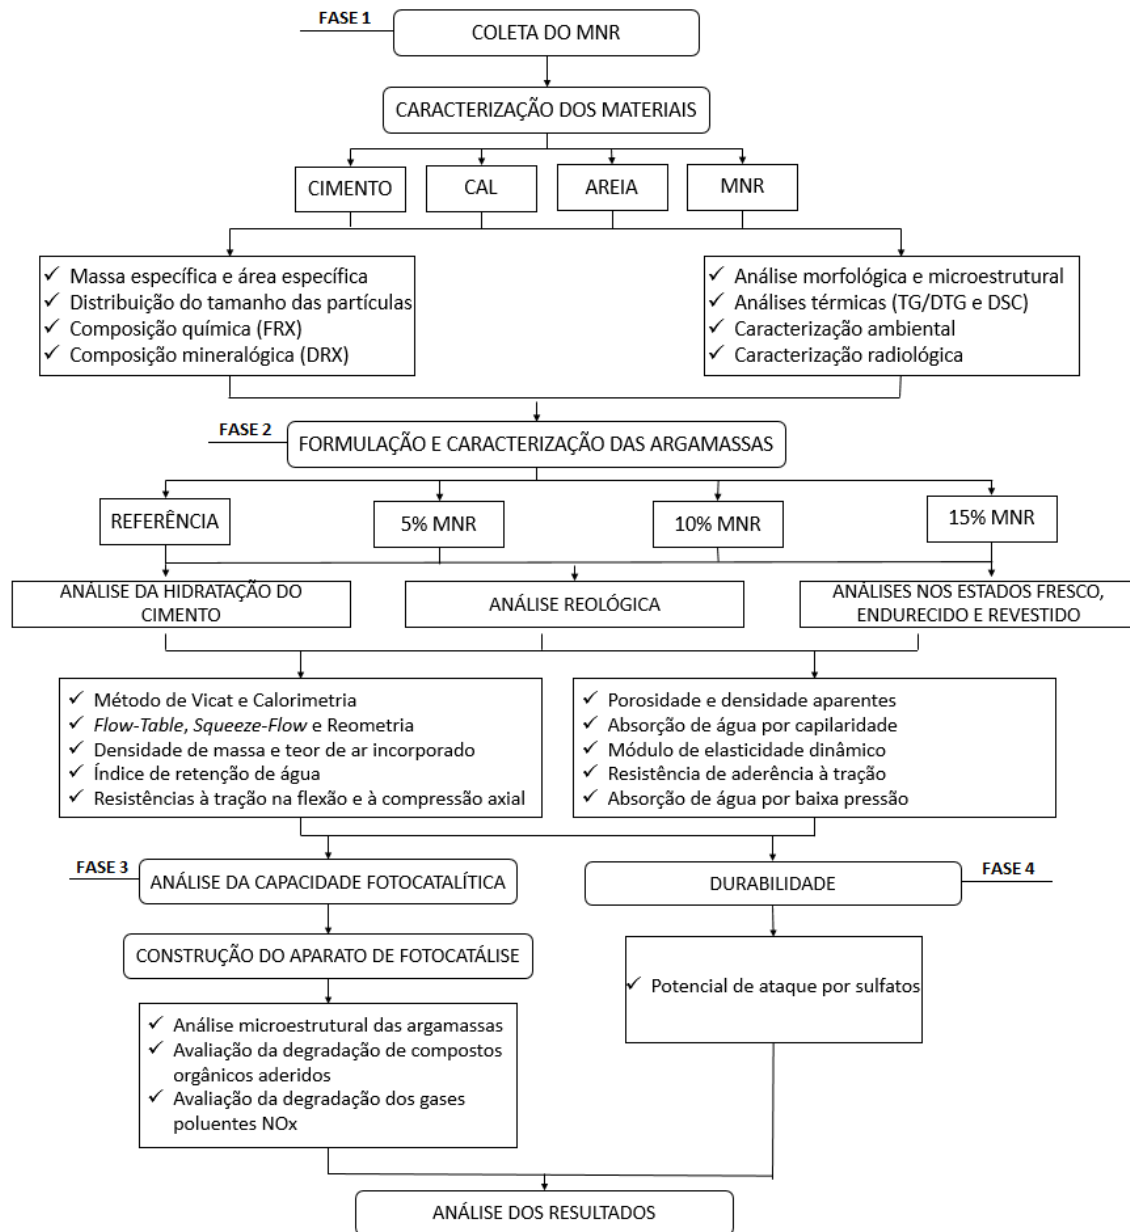 FASE 1
COLETA DO MNR
CARACTERIZAÇÃO DOS MATERIAIS
CIMENTO
CAL
AREIA
MNR
✓ Massa específica e área específica
✓ Distribuição do tamanho das partículas
✓ Composição química (FRX)
✓ Composição mineralógica (DRX)
✓ Análise morfológica e microestrutural
✓ Análises térmicas (TG/DTG e DSC)
✓ Caracterização ambiental
✓ Caracterização radiológica
FASE 2
FORMULAÇÃO E CARACTERIZAÇÃO DAS ARGAMASSAS
REFERÊNCIA
5% MNR
10% MNR
15% MNR
ANÁLISE DA HIDRATAÇÃO DO
CIMENTO
ANÁLISE REOLÓGICA
ANÁLISES NOS ESTADOS FRESCO,
ENDURECIDO E REVESTIDO
✓ Método de Vicat e Calorimetria
✓ Flow-Table, Squeeze-Flow e Reometria
✓ Densidade de massa e teor de ar incorporado
✓ Índice de retenção de água
✓ Resistências à tração na flexão e à compressão axial
✓ Porosidade e densidade aparentes
✓ Absorção de água por capilaridade
✓ Módulo de elasticidade dinâmico
✓ Resistência de aderência à tração
✓ Absorção de água por baixa pressão
FASE 3
ANÁLISE DA CAPACIDADE FOTOCATALÍTICA
DURABILIDADE
FASE 4
CONSTRUÇÃO DO APARATO DE FOTOCATÁLISE
✓ Potencial de ataque por sulfatos
✓ Análise microestrutural das argamassas
✓ Avaliação da degradação de compostos
orgânicos aderidos
✓ Avaliação da degradação dos gases
poluentes NOx
ANÁLISE DOS RESULTADOS